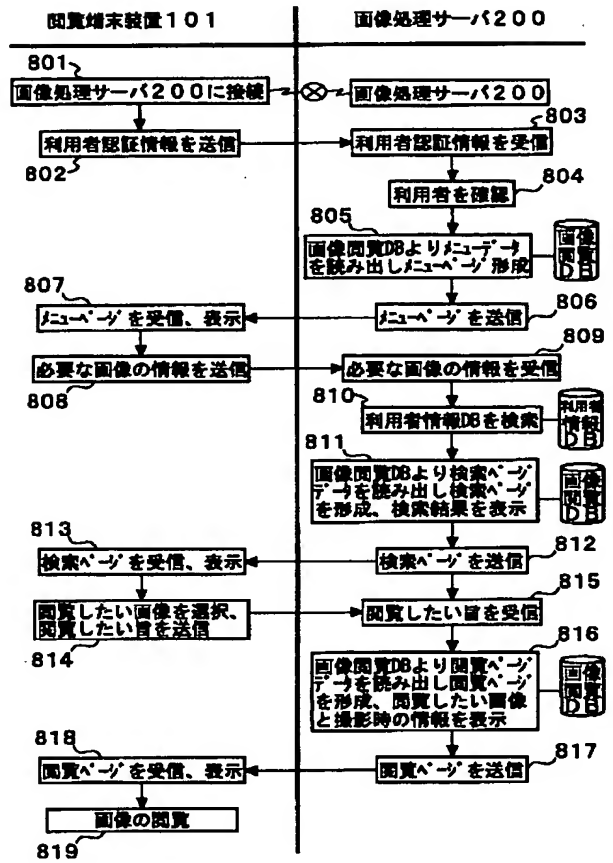 閲覧端末装置101
画像処理サーバ200
801
画像処理サーバ200に接続
画像処理サーバ200
803
利用者認証情報を送信
802
利用者認証情報を受信
804
利用者を確認
805
画像閲覧DBよりメニューデータ
を読み出しメニューページ形成
画像
閲覧
DB
807
メニューページを受信、表示
メニューページを送信
806
809
必要な画像の情報を送信
808
必要な画像の情報を受信
810
利用者情報DBを検索
利用者
情報
DB
811
画像閲覧DBより検索ページ
データを読み出し検索ページ
を形成、検索結果を表示
画像
閲覧
DB
813
検索ページを受信、表示
検索ページを送信
812
815
閲覧したい画像を選択、
閲覧したい旨を送信
814
閲覧したい旨を受信
816
画像閲覧DBより閲覧ページ
データを読み出し閲覧ページ
を形成、閲覧したい画像
と撮影時の情報を表示
画像
閲覧
DB
818
閲覧ページを受信、表示
閲覧ページを送信
817
画像の閲覧
819